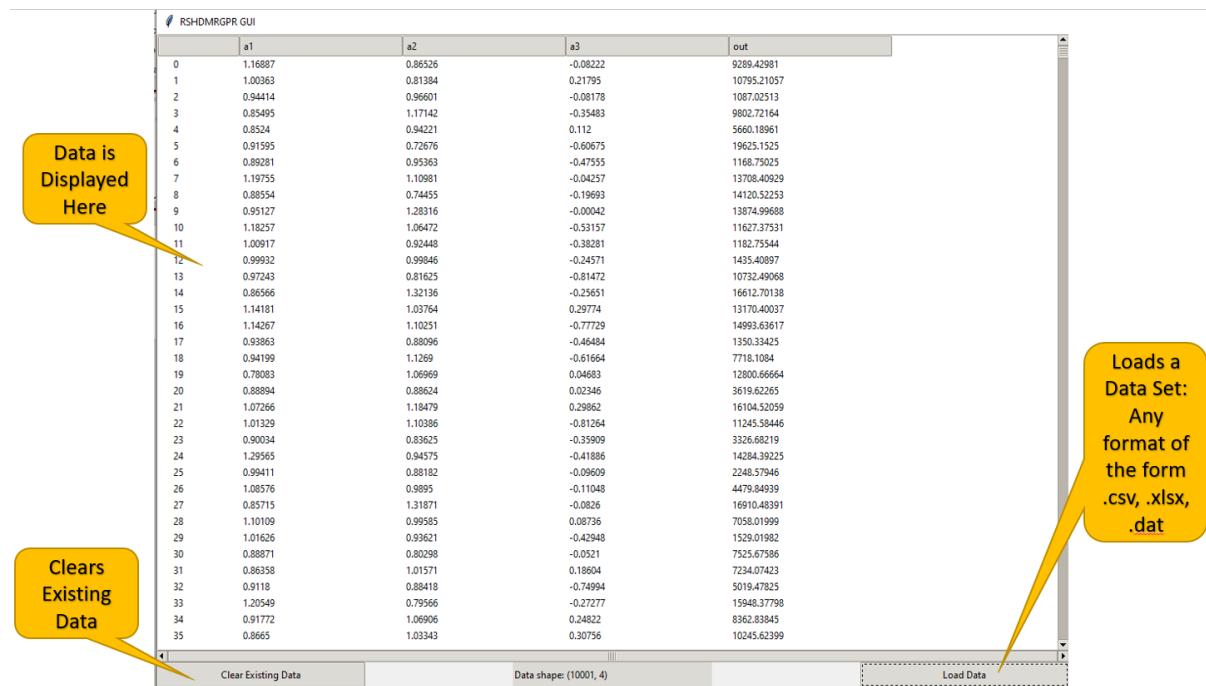 RSHDMRGPR GUI
a1 a2 a3 out
0 1.16887 0.86526 -0.08222 9289.42981
1 1.00363 0.81384 0.21795 10795.21057
2 0.94414 0.96601 -0.08178 1087.02513
3 0.85495 1.17142 -0.35483 9802.72164
4 0.8524 0.94221 0.112 5660.18961
5 0.91595 0.72676 -0.60675 19625.1525
6 0.89281 0.95363 -0.47555 1168.75025
7 1.19755 1.10981 -0.04257 13708.40929
8 0.88554 0.74455 -0.19693 14120.52253
9 0.95127 1.28316 -0.00042 13874.99688
10 1.18257 1.06472 -0.53157 11627.37531
11 1.00917 0.92448 -0.38281 1182.75544
12 0.99932 0.99846 -0.24571 1435.40897
13 0.97243 0.81625 -0.81472 10732.49068
14 0.86566 1.32136 -0.25651 16612.70138
15 1.14181 1.03764 0.29774 13170.40037
16 1.14267 1.10251 -0.77729 14993.63617
17 0.93863 0.88096 -0.46484 1350.33425
18 0.94199 1.1269 -0.61664 7718.1084
19 0.78083 1.06969 0.04683 12800.66664
20 0.88894 0.88624 0.02346 3619.62265
21 1.07266 1.18479 0.29862 16104.52059
22 1.01329 1.10386 -0.81264 11245.58446
23 0.90034 0.83625 -0.35909 3326.68219
24 1.29565 0.94575 -0.41886 14284.39225
25 0.99411 0.88182 -0.09609 2248.57946
26 1.08576 0.9895 -0.11048 4479.84939
27 0.85715 1.31871 -0.0826 16910.48391
28 1.10109 0.99585 0.08736 7058.01999
29 1.01626 0.93621 -0.42948 1529.01982
30 0.88871 0.80298 -0.0521 7525.67586
31 0.86358 1.01571 0.18604 7234.07423
32 0.9118 0.88418 -0.74994 5019.47825
33 1.20549 0.79566 -0.27277 15948.37798
34 0.91772 1.06906 0.24822 8362.83845
35 0.8665 1.03343 0.30756 10245.62399
Clear Existing Data Data shape: (10001, 4) Load Data
Data is
Displayed
Here
Clears
Existing
Data
Loads a
Data Set:
Any
format of
the form
.csv, .xlsx,
.dat